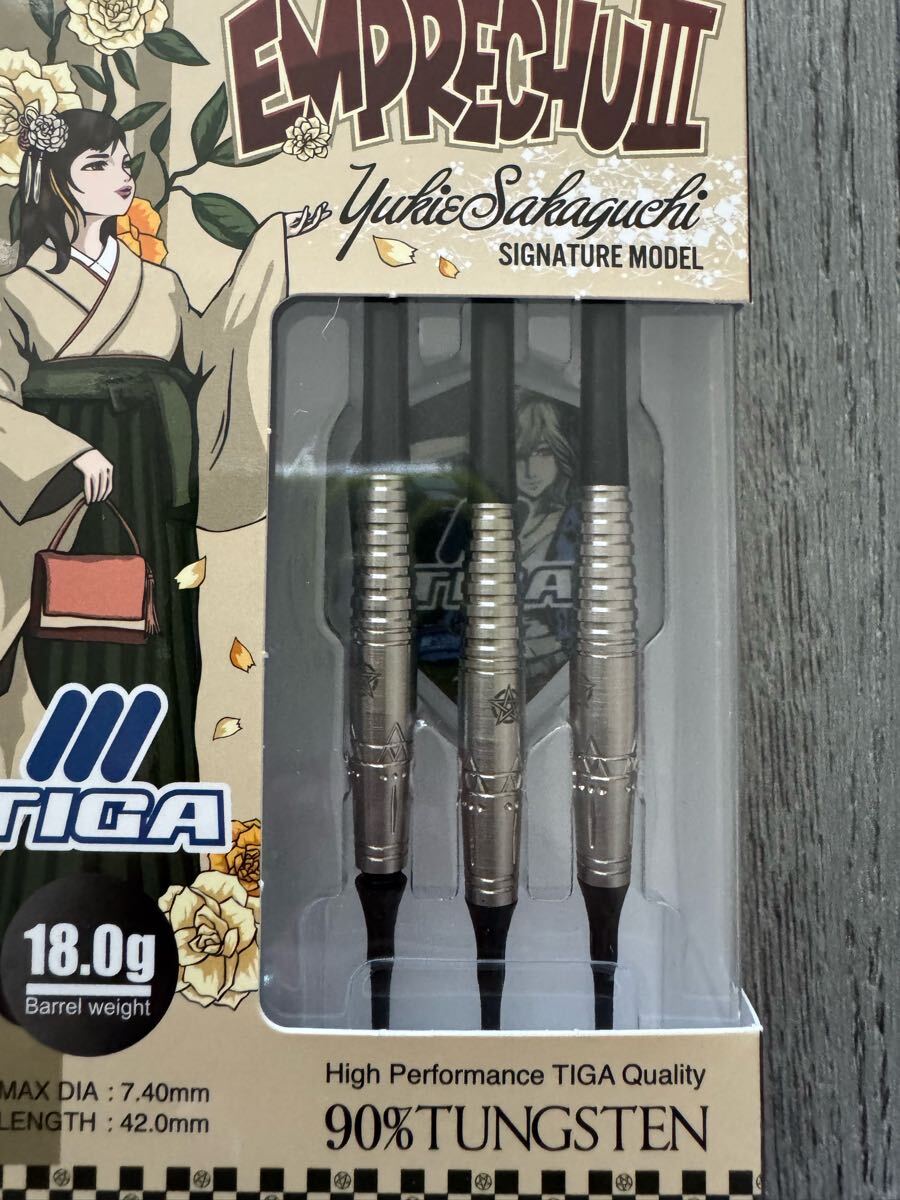 EMPRECHU III
Yukie Sakaguchi
SIGNATURE MODEL
TIGA
TIGA
18.0g
Barrel weight
MAX DIA : 7.40mm
LENGTH : 42.0mm
High Performance TIGA Quality
90%TUNGSTEN